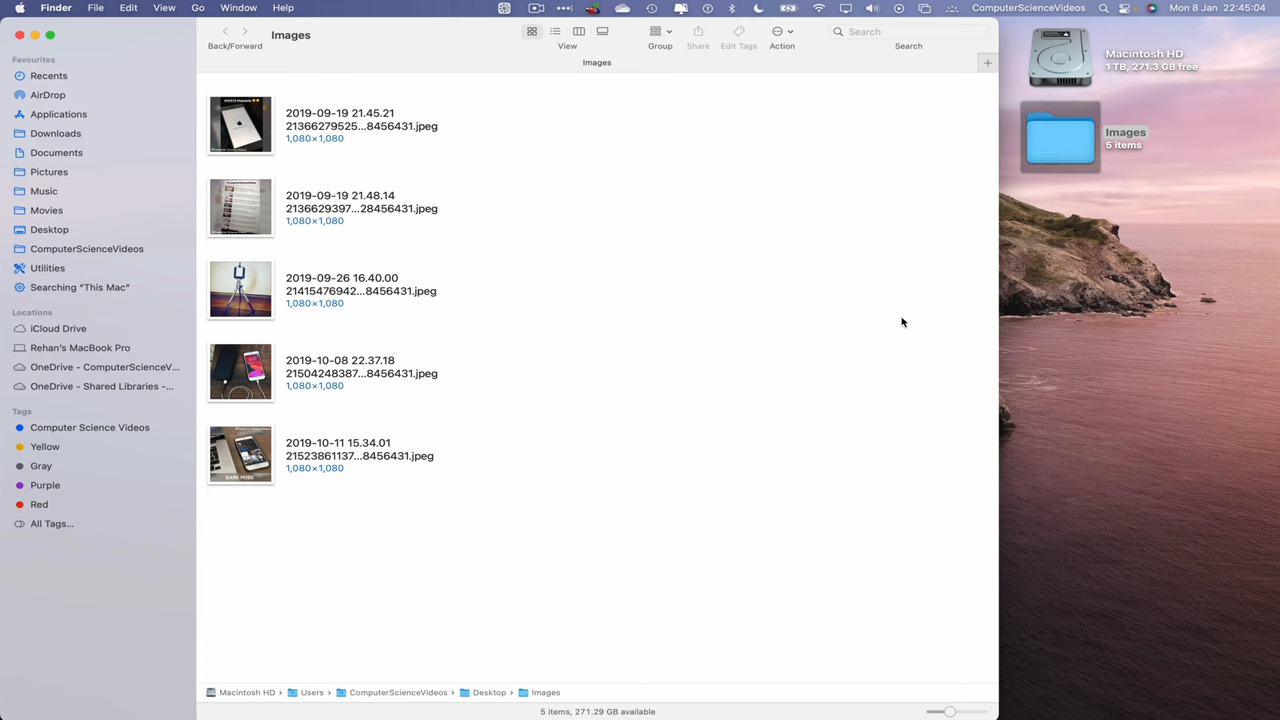 Finder File Edit View Go Window Help
ComputerScienceVideos Mon 8 Jan 22:45:04
Favourites
Recents
AirDrop
Applications
Downloads
Documents
Pictures
Music
Movies
Desktop
ComputerScienceVideos
Utilities
Searching “This Mac”
Locations
iCloud Drive
Rehan’s MacBook Pro
OneDrive - ComputerScienceV...
OneDrive - Shared Libraries -...
Tags
Computer Science Videos
Yellow
Gray
Purple
Red
All Tags...
Images
Back/Forward
View
Group
Share
Edit Tags
Action
Search
Search
Images
2019-09-19 21.45.21
21366279525...8456431.jpeg
1,080×1,080
2019-09-19 21.48.14
2136629397...28456431.jpeg
1,080×1,080
2019-09-26 16.40.00
21415476942...8456431.jpeg
1,080×1,080
2019-10-08 22.37.18
21504248387...8456431.jpeg
1,080×1,080
DARK MODE
2019-10-11 15.34.01
21523861137...8456431.jpeg
1,080×1,080
Macintosh HD › Users › ComputerScienceVideos › Desktop › Images
5 items, 271.29 GB available
Macintosh HD
1 TB, 271.3 GB free
Images
5 items